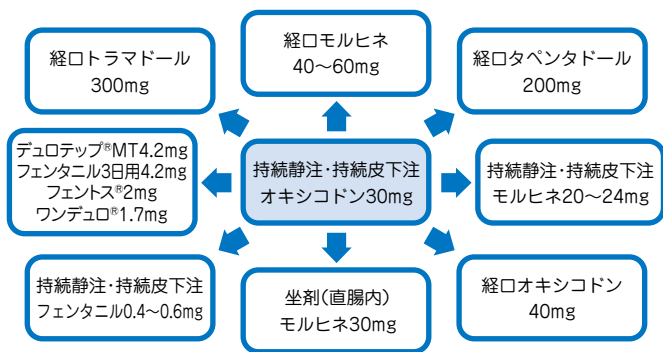 経口トラマドール
300mg
経口モルヒネ
40～60mg
経口タペンタドール
200mg
デュロテップ®MT4.2mg
フェンタニル3日用4.2mg
フェントス®2mg
ワンデュロ®1.7mg
持続静注・持続皮下注
オキシコドン30mg
持続静注・持続皮下注
モルヒネ20～24mg
持続静注・持続皮下注
フェンタニル0.4～0.6mg
坐剤(直腸内)
モルヒネ30mg
経口オキシコドン
40mg